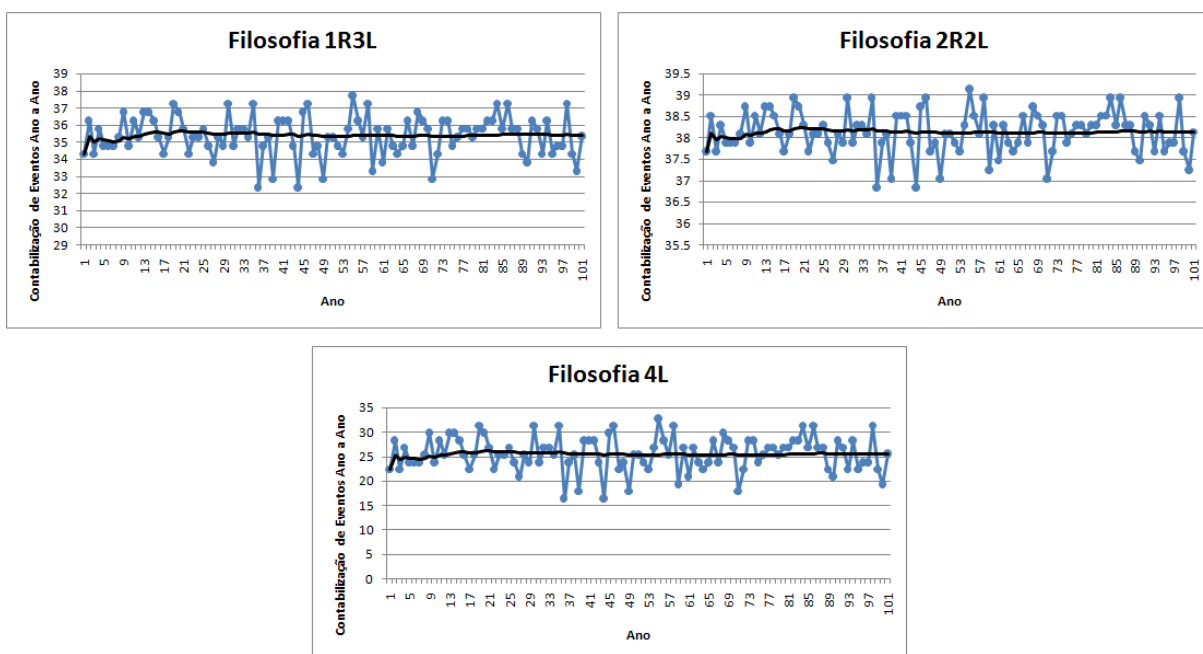 Filosofia 1R3L
Contabilização de Eventos Ano a Ano
39
38
37
36
35
34
33
32
31
30
29
1 5 9 13 17 21 25 29 33 37 41 45 49 53 57 61 65 69 73 77 81 85 89 93 97 101
Ano
Filosofia 2R2L
Contabilização de Eventos Ano a Ano
39.5
39
38.5
38
37.5
37
36.5
36
35.5
1 5 9 13 17 21 25 29 33 37 41 45 49 53 57 61 65 69 73 77 81 85 89 93 97 101
Ano
Filosofia 4L
Contabilização de Eventos Ano a Ano
35
30
25
20
15
10
5
0
1 5 9 13 17 21 25 29 33 37 41 45 49 53 57 61 65 69 73 77 81 85 89 93 97 101
Ano